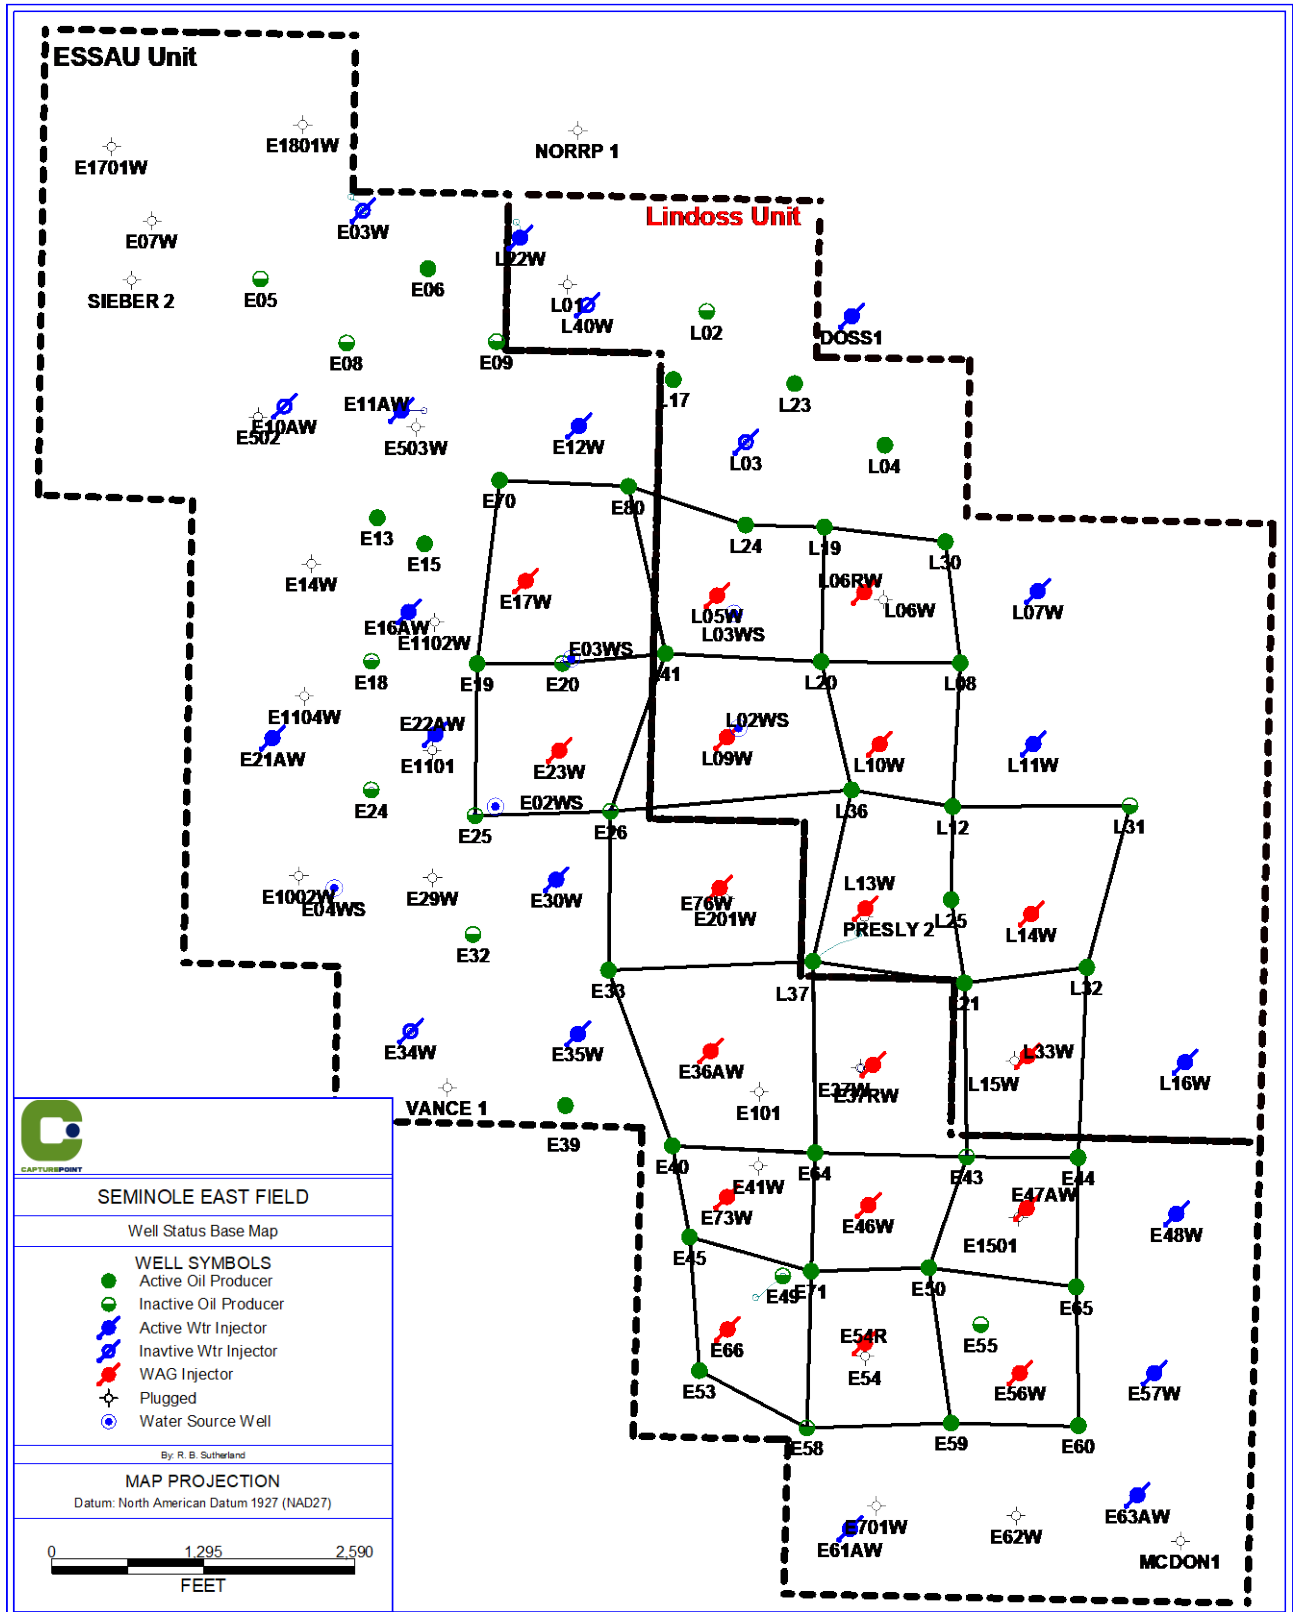 ESSAU Unit
E1801W
NORRP 1
E1701W
Lindoss Unit
E03W
E07W
L22W
E06
SIEBER 2
E05
L01
L40W
L02
DOSS1
E08
E09
L17
L23
E11AW
E10AW
E502
E503W
E12W
L03
L04
E70
E80
E13
L24
L19
E15
L30
E14W
E17W
L06RW
L05W
L06W
L07W
E16AW
E1102W
L03WS
E03WS
E18
E19
E20
41
L20
L08
E1104W
E22AW
L02WS
E21AW
E1101
E23W
L09W
L10W
L11W
E24
E02WS
E25
E26
L36
L12
L31
E1002W
E04WS
E29W
E30W
E76W
E201W
L13W
L25
PRESLY 2
L14W
E32
E33
L37
L32
21
E34W
E35W
E36AW
L33W
L16W
E37W
E37RW
L15W
VANCE 1
E101
E39
E40
E64
E43
E44
E41W
E47AW
E73W
E46W
E48W
E1501
E45
E49
E71
E50
E65
E66
E54R
E55
E54
E53
E56W
E57W
E58
E59
E60
E701W
E62W
E63AW
E61AW
MCDON1
CAPTUREPOINT
SEMINOLE EAST FIELD
Well Status Base Map
WELL SYMBOLS
Active Oil Producer
Inactive Oil Producer
Active Wtr Injector
Inavtive Wtr Injector
WAG Injector
Plugged
Water Source Well
By: R. B. Sutherland
MAP PROJECTION
Datum: North American Datum 1927 (NAD27)
0 1,295 2,590
FEET